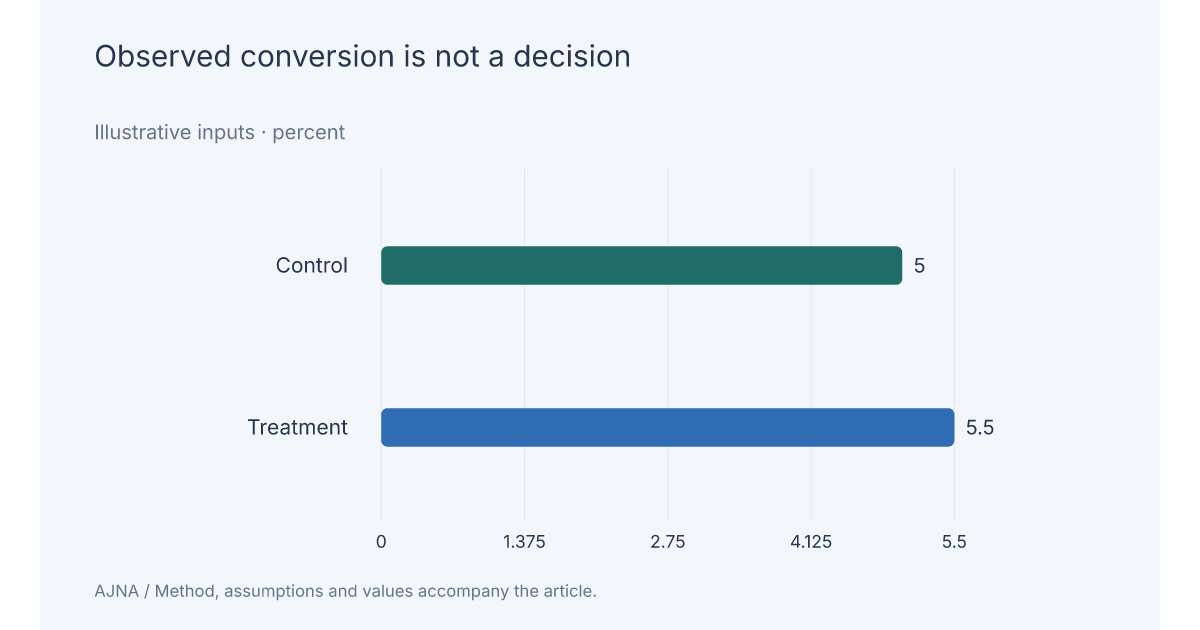 Observed conversion is not a decision
Illustrative inputs · percent
Control 5
Treatment 5.5
0 1.375 2.75 4.125 5.5
AJNA / Method, assumptions and values accompany the article.